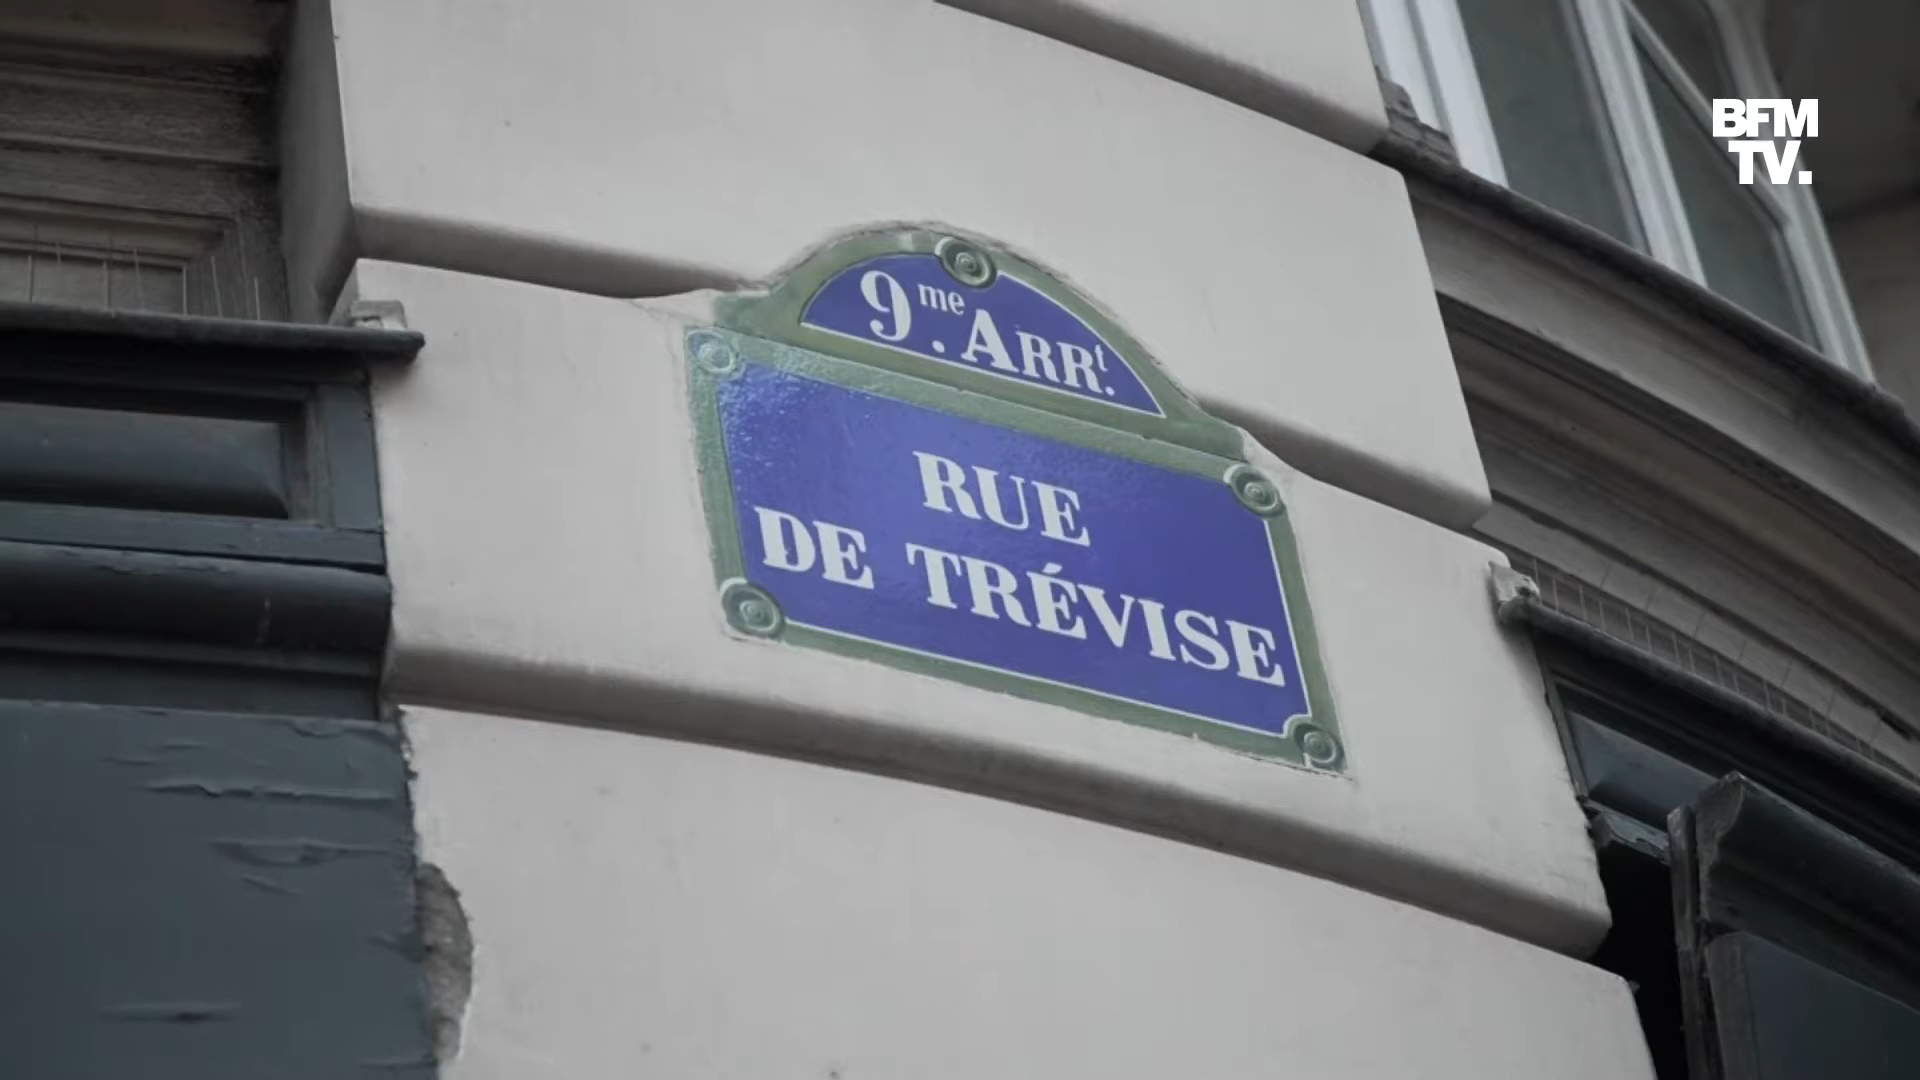 BFM
TV.
9me. ARRt.
RUE
DE TRÉVISE